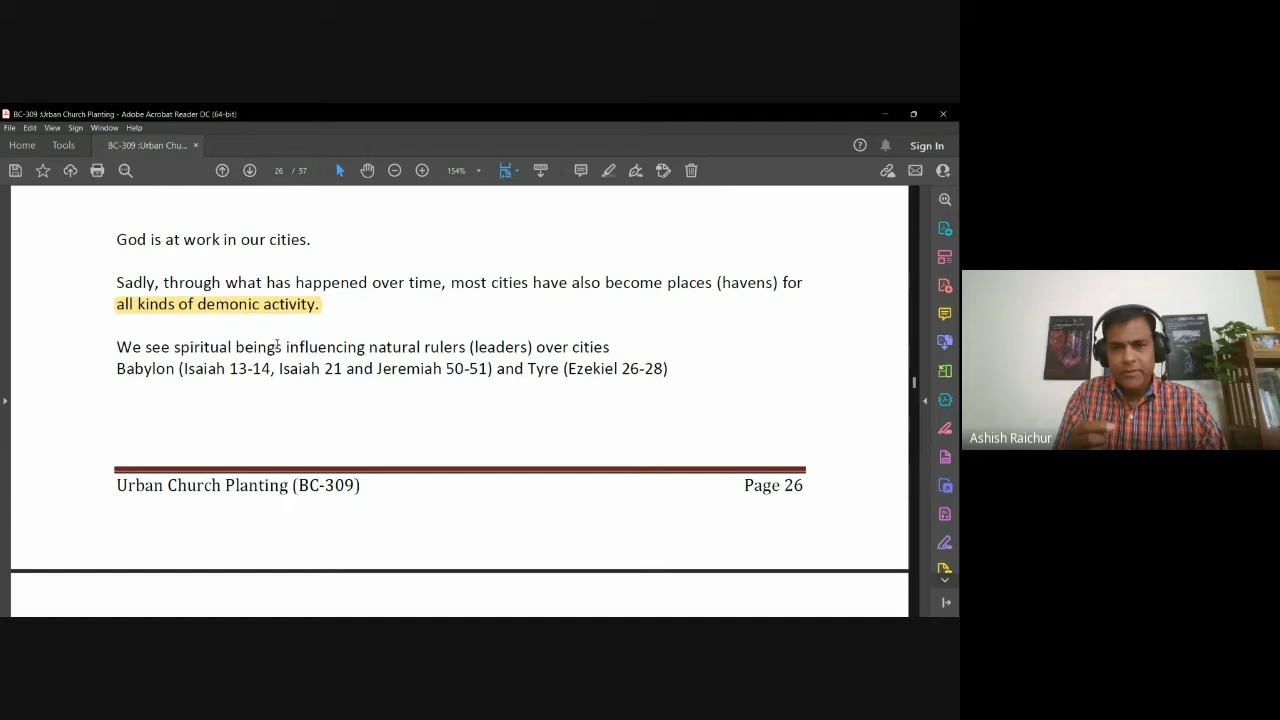 BC-309 :Urban Church Planting - Adobe Acrobat Reader DC (64-bit)
File Edit View Sign Window Help
Home Tools BC-309 :Urban Chu... × Sign In
26 / 57 154%
God is at work in our cities.
Sadly, through what has happened over time, most cities have also become places (havens) for
all kinds of demonic activity.
We see spiritual beings influencing natural rulers (leaders) over cities
Babylon (Isaiah 13-14, Isaiah 21 and Jeremiah 50-51) and Tyre (Ezekiel 26-28)
Urban Church Planting (BC-309) Page 26
Ashish Raichur